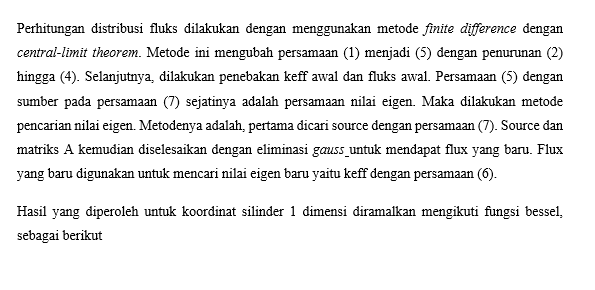 Perhitungan distribusi fluks dilakukan dengan menggunakan metode finite difference dengan
central-limit theorem. Metode ini mengubah persamaan (1) menjadi (5) dengan penurunan (2)
hingga (4). Selanjutnya, dilakukan penebakan keff awal dan fluks awal. Persamaan (5) dengan
sumber pada persamaan (7) sejatinya adalah persamaan nilai eigen. Maka dilakukan metode
pencarian nilai eigen. Metodenya adalah, pertama dicari source dengan persamaan (7). Source dan
matriks A kemudian diselesaikan dengan eliminasi gauss untuk mendapat flux yang baru. Flux
yang baru digunakan untuk mencari nilai eigen baru yaitu keff dengan persamaan (6).
Hasil yang diperoleh untuk koordinat silinder 1 dimensi diramalkan mengikuti fungsi bessel,
sebagai berikut